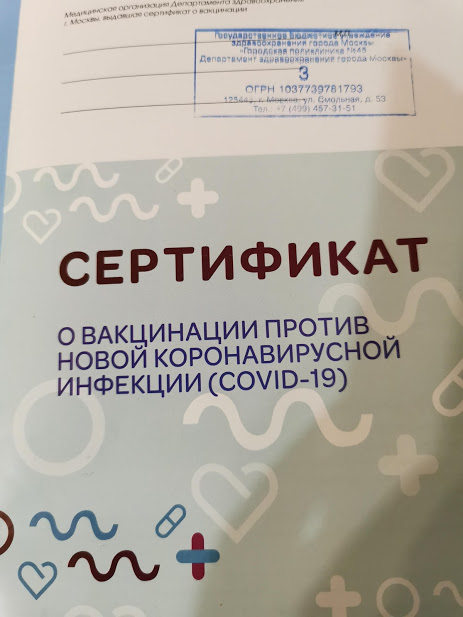 Медицинская организация Департамента здравоохранения
г. Москвы, выдавшая сертификат о вакцинации
Государственное бюджетное учреждение
здравоохранения города Москвы
«Городская поликлиника №45
Департамент здравоохранения города Москвы»
3
ОГРН 1037739781793
г. Москва, ул. Смольная, д. 53
Тел.: +7 (499) 457-31-51
СЕРТИФИКАТ
О ВАКЦИНАЦИИ ПРОТИВ
НОВОЙ КОРОНАВИРУСНОЙ
ИНФЕКЦИИ (COVID-19)